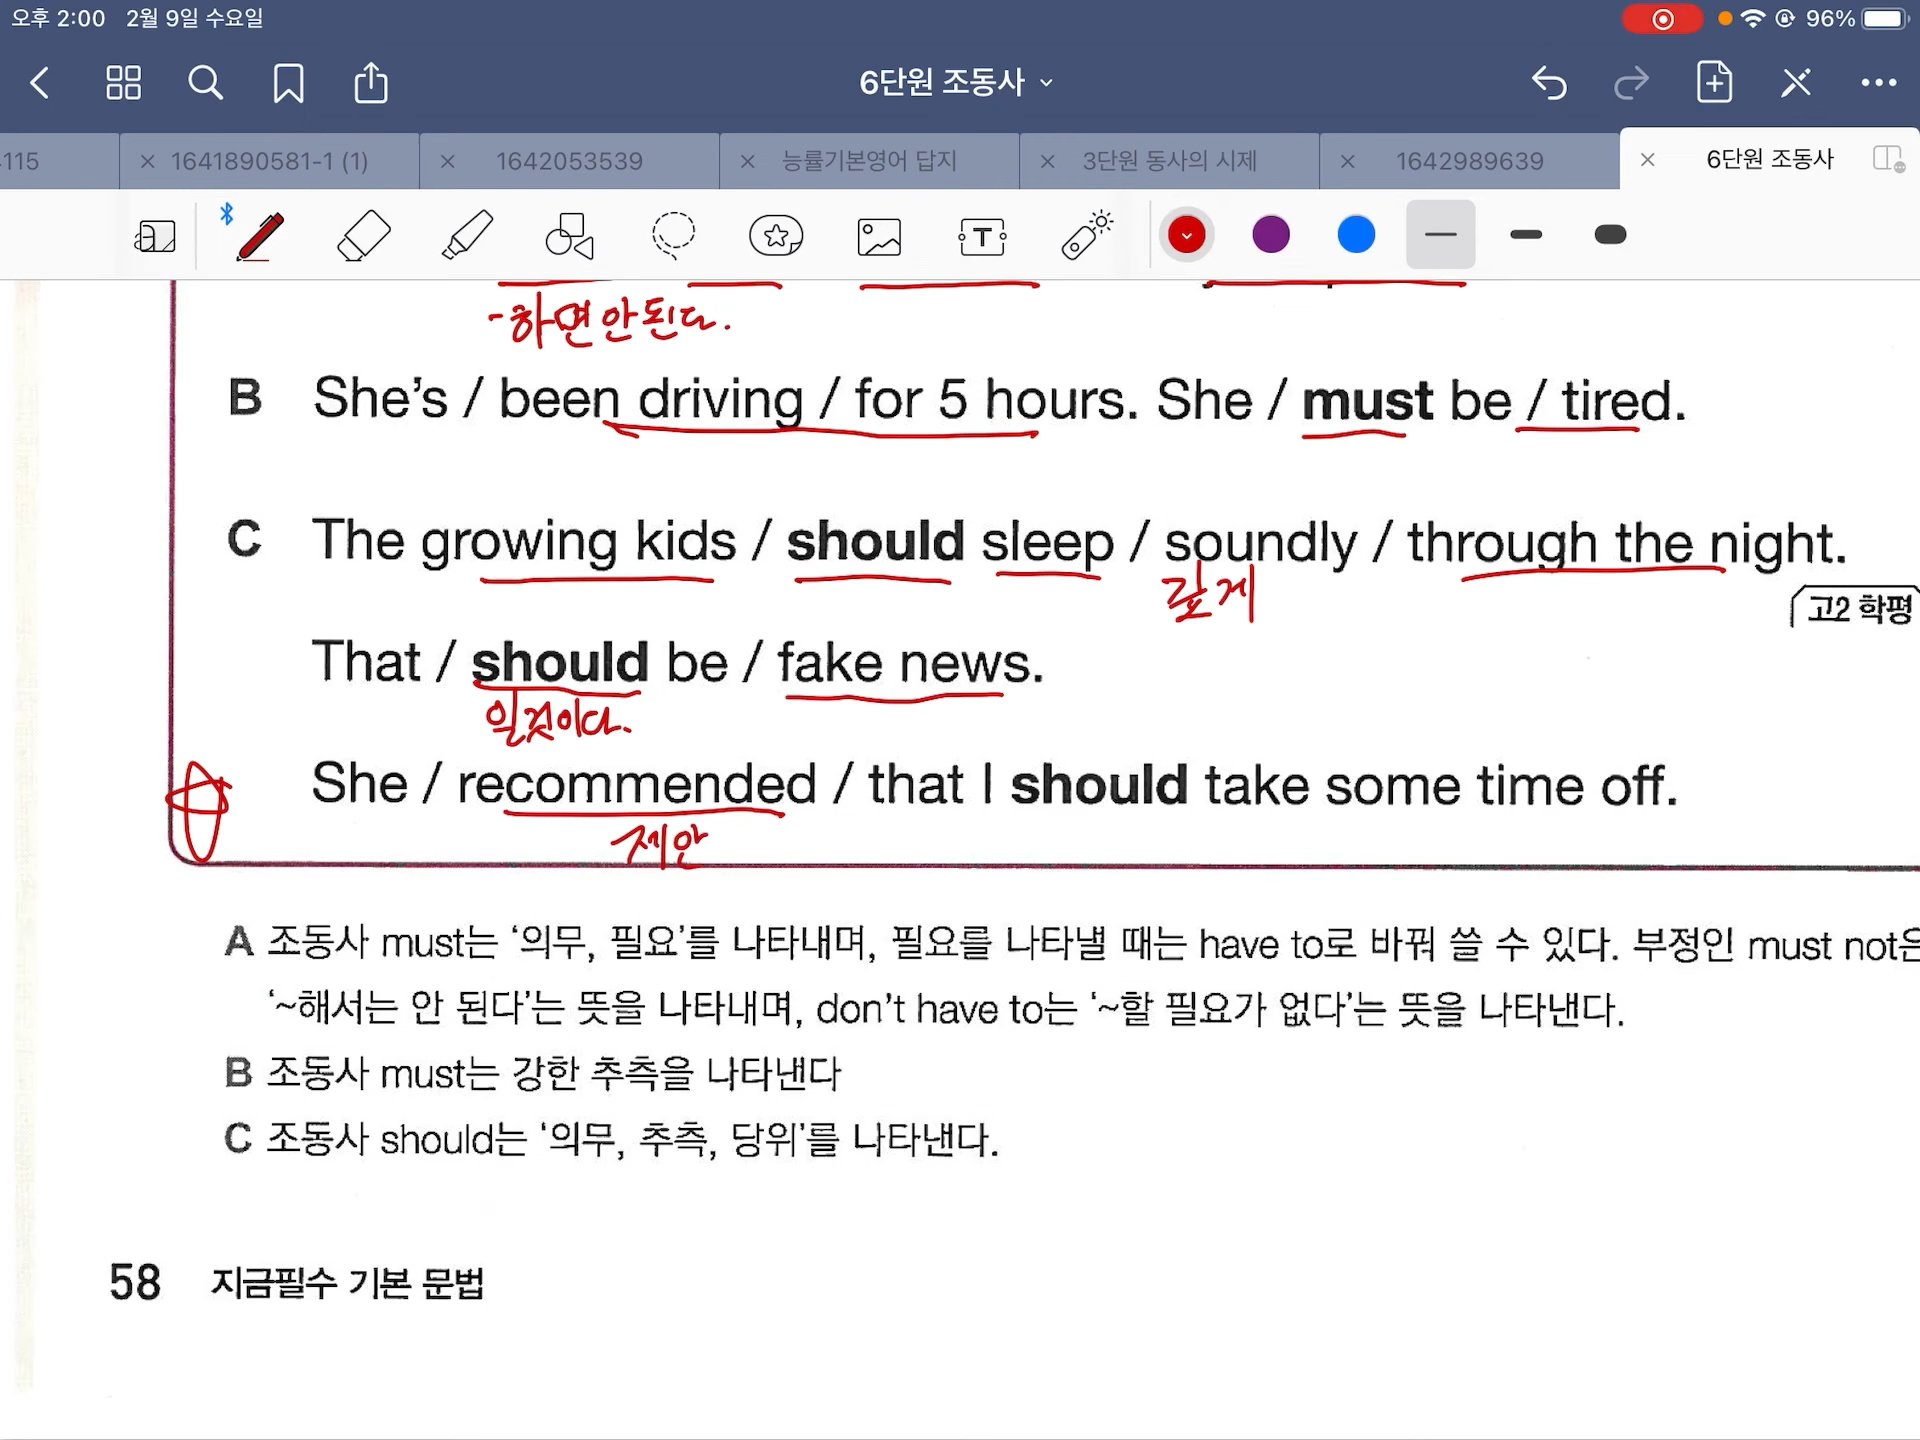 오후 2:00 2월 9일 수요일 96%
6단원 조동사
115 1641890581-1 (1) 1642053539 능률기본영어 답지 3단원 동사의 시제 1642989639 6단원 조동사
-하면 안된다.
B She's / been driving / for 5 hours. She / must be / tired.
C The growing kids / should sleep / soundly / through the night.
깊게
고2 학평
That / should be / fake news.
일것이다.
She / recommended / that I should take some time off.
제안
A 조동사 must는 ‘의무, 필요’를 나타내며, 필요를 나타낼 때는 have to로 바꿔 쓸 수 있다. 부정인 must not은
‘~해서는 안 된다’는 뜻을 나타내며, don't have to는 ‘~할 필요가 없다’는 뜻을 나타낸다.
B 조동사 must는 강한 추측을 나타낸다
C 조동사 should는 ‘의무, 추측, 당위’를 나타낸다.
58 지금필수 기본 문법